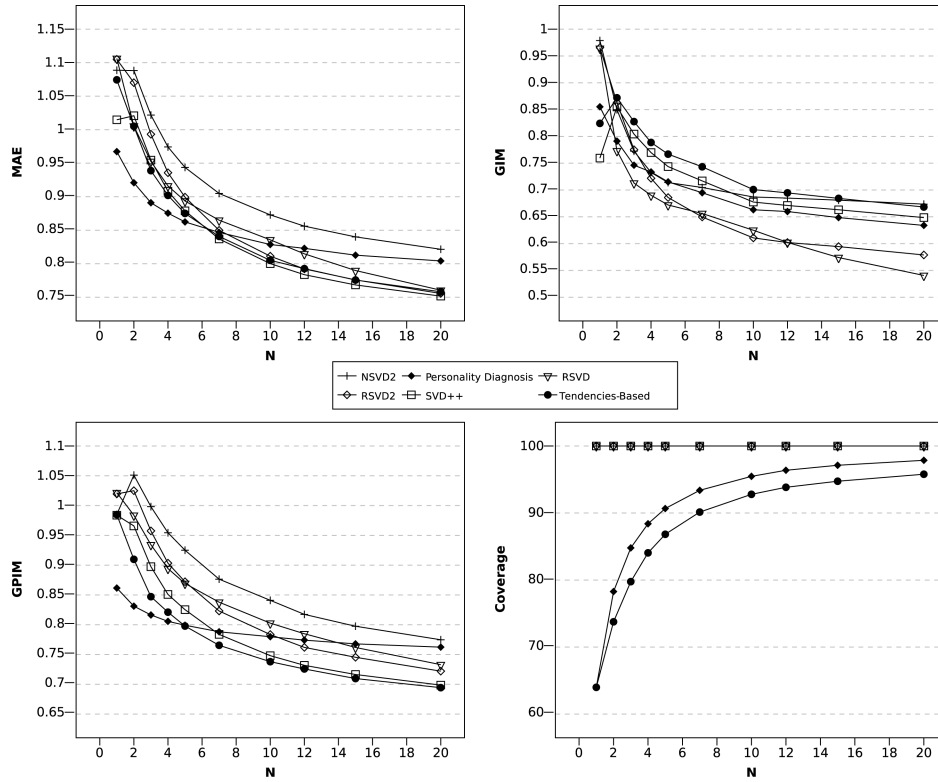 1.15
1.1
1.05
1
0.95
0.9
0.85
0.8
0.75
MAE
0 2 4 6 8 10 12 14 16 18 20
N
1
0.95
0.9
0.85
0.8
0.75
0.7
0.65
0.6
0.55
0.5
GIM
0 2 4 6 8 10 12 14 16 18 20
N
NSVD2 Personality Diagnosis RSVD
RSVD2 SVD++ Tendencies-Based
1.1
1.05
1
0.95
0.9
0.85
0.8
0.75
0.7
0.65
GPIM
0 2 4 6 8 10 12 14 16 18 20
N
100
90
80
70
60
Coverage
0 2 4 6 8 10 12 14 16 18 20
N